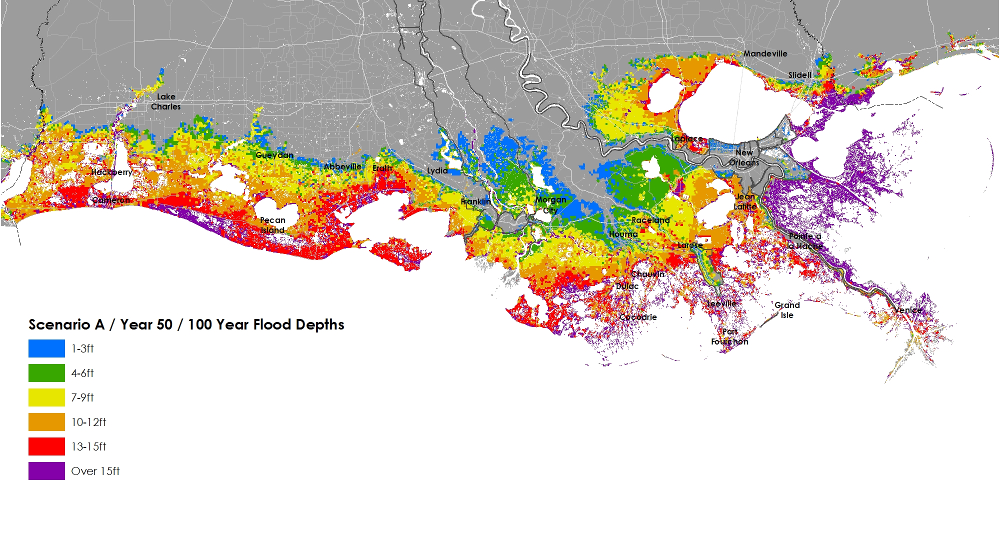 Mandeville
Slidell
Lake
Charles
Laplace
New
Orleans
Gueydan
Abbeville
Erath
Lydia
Hackberry
Cameron
Franklin
Morgan
City
Jean
Lafitte
Pecan
Island
Raceland
Houma
Pointe a
la Hache
Larose
Chauvin
Dulac
Leeville
Grand
Isle
Venice
Cocodrie
Port
Fourchon
Scenario A / Year 50 / 100 Year Flood Depths
1-3ft
4-6ft
7-9ft
10-12ft
13-15ft
Over 15ft